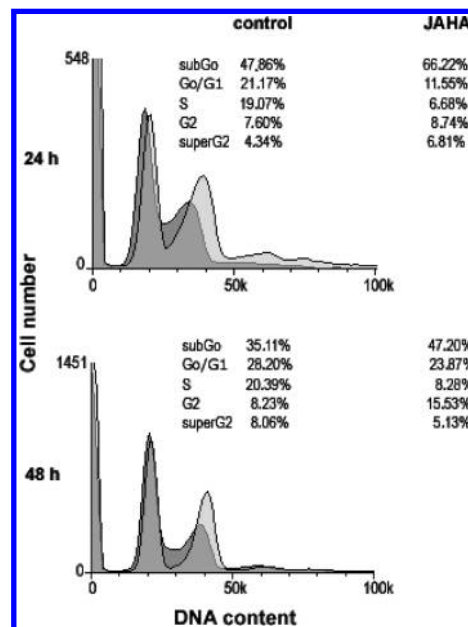 control JAHA
548
subGo 47,86% 66.22%
Go/G1 21.17% 11.55%
S 19.07% 6.68%
G2 7.60% 8.74%
superG2 4.34% 6.81%
24 h
0
0 50k 100k
Cell number
1451
subGo 35.11% 47.20%
Go/G1 28.20% 23.87%
S 20.39% 8.28%
G2 8.23% 15.53%
superG2 8.06% 5.13%
48 h
0
0 50k 100k
DNA content